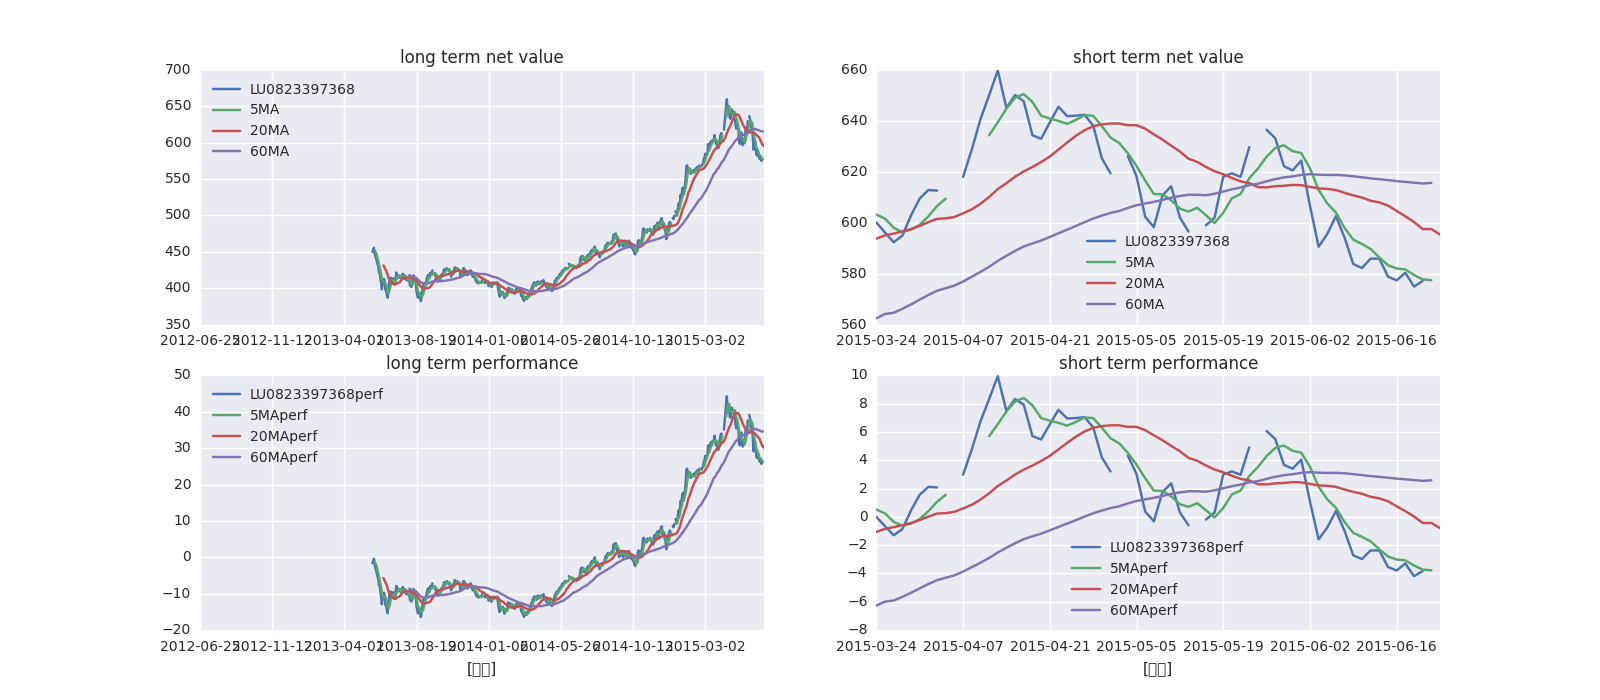 long term net value
700
650
600
550
500
450
400
350
LU0823397368
5MA
20MA
60MA
2012-06-25 2012-11-12 2013-04-01 2013-08-19 2014-01-06 2014-05-26 2014-10-13 2015-03-02
short term net value
660
640
620
600
580
560
LU0823397368
5MA
20MA
60MA
2015-03-24 2015-04-07 2015-04-21 2015-05-05 2015-05-19 2015-06-02 2015-06-16
long term performance
50
40
30
20
10
0
−10
−20
LU0823397368perf
5MAperf
20MAperf
60MAperf
2012-06-25 2012-11-12 2013-04-01 2013-08-19 2014-01-06 2014-05-26 2014-10-13 2015-03-02
short term performance
10
8
6
4
2
0
−2
−4
−6
−8
LU0823397368perf
5MAperf
20MAperf
60MAperf
2015-03-24 2015-04-07 2015-04-21 2015-05-05 2015-05-19 2015-06-02 2015-06-16